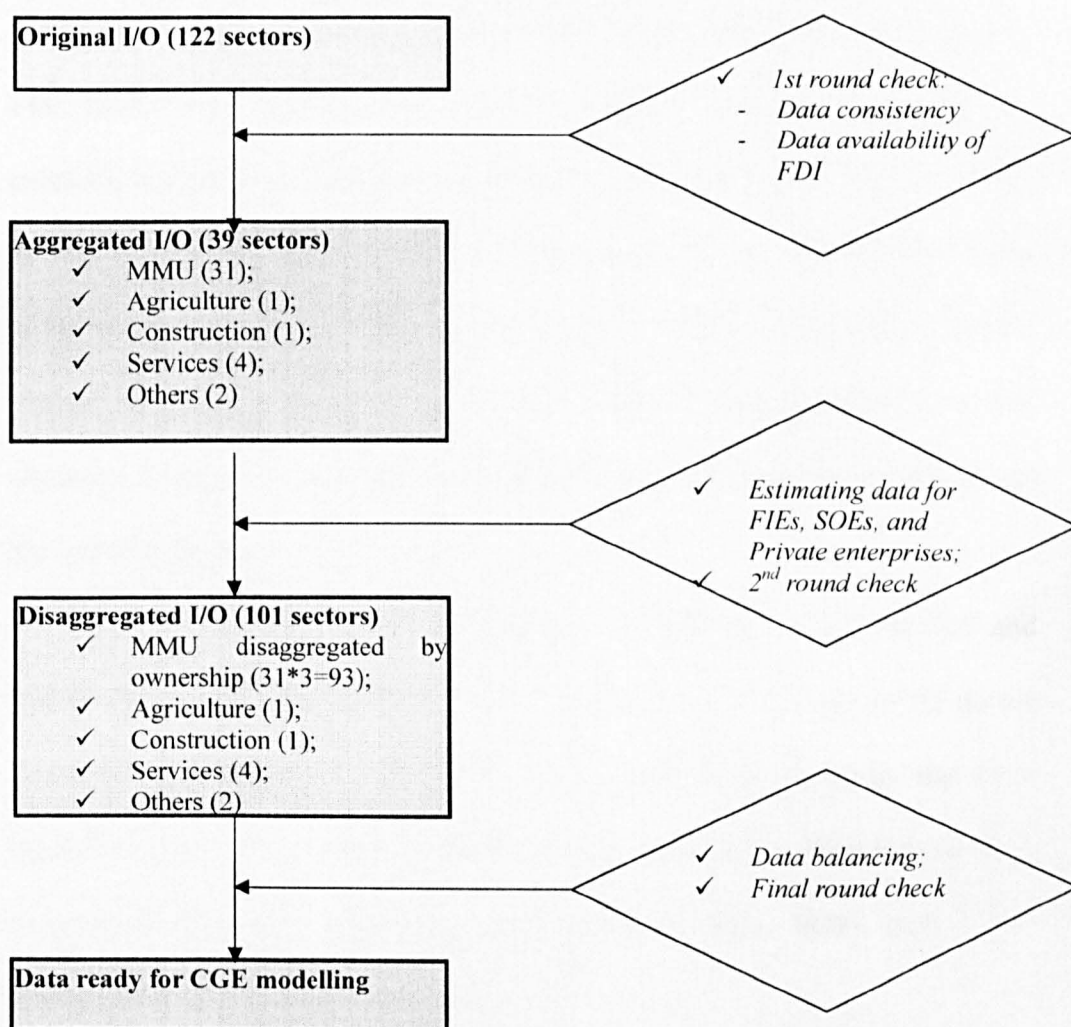 Original I/O (122 sectors)
✓ 1st round check:
- Data consistency
- Data availability of
FDI
Aggregated I/O (39 sectors)
✓ MMU (31);
✓ Agriculture (1);
✓ Construction (1);
✓ Services (4);
✓ Others (2)
✓ Estimating data for
FIEs, SOEs, and
Private enterprises;
✓ 2nd round check
Disaggregated I/O (101 sectors)
✓ MMU disaggregated by
ownership (31*3=93);
✓ Agriculture (1);
✓ Construction (1);
✓ Services (4);
✓ Others (2)
✓ Data balancing;
✓ Final round check
Data ready for CGE modelling